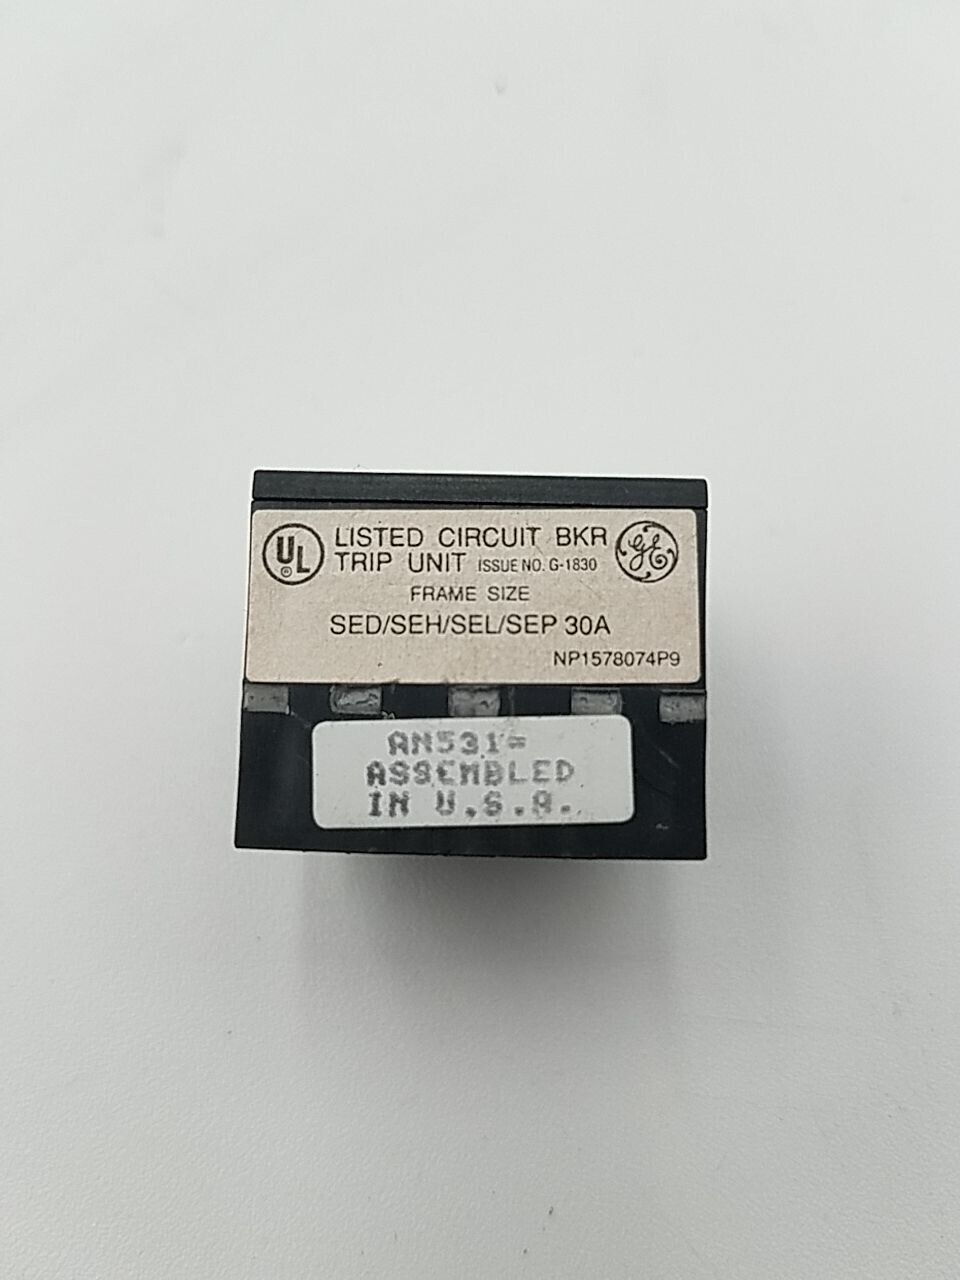 UL
®
LISTED CIRCUIT BKR
TRIP UNIT ISSUE NO. G-1830
GE
FRAME SIZE
SED/SEH/SEL/SEP 30A
NP1578074P9
AN531=
ASSEMBLED
IN U.S.A.